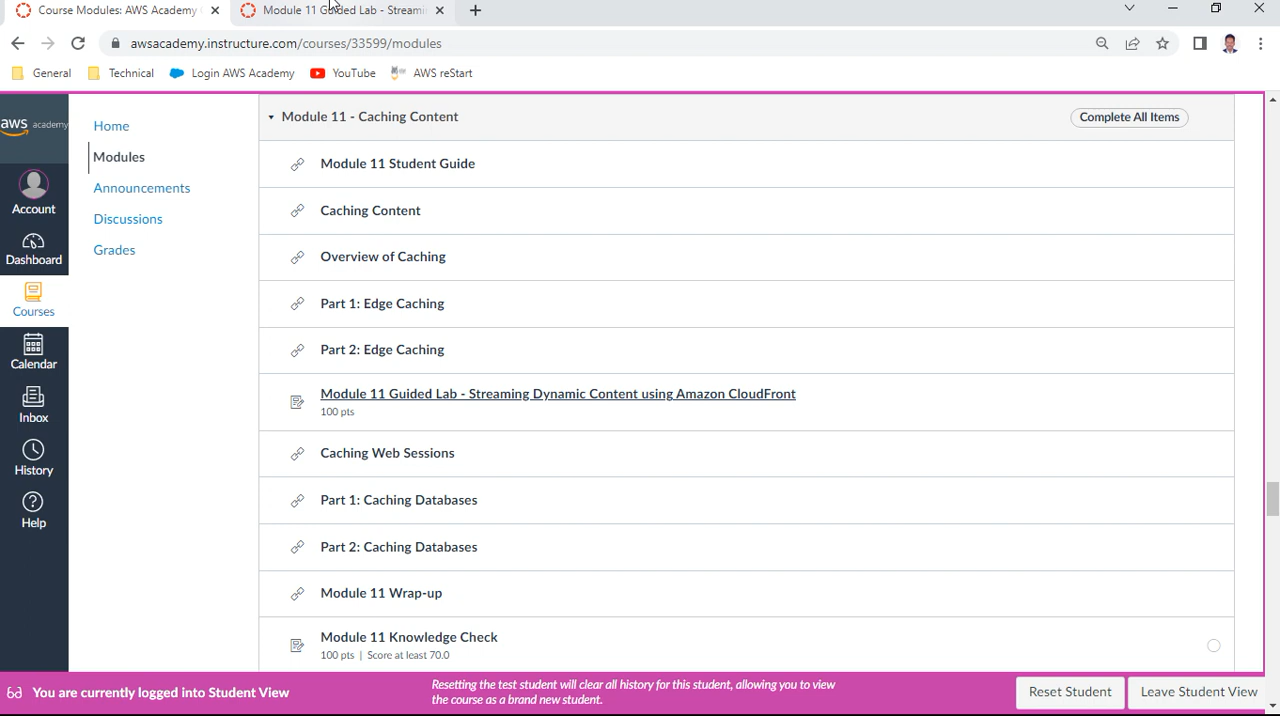 Course Modules: AWS Academy
Module 11 Guided Lab - Streami
awsacademy.instructure.com/courses/33599/modules
General
Technical
Login AWS Academy
YouTube
AWS reStart
aws academy
Account
Dashboard
Courses
Calendar
Inbox
History
Help
Home
Modules
Announcements
Discussions
Grades
Module 11 - Caching Content
Complete All Items
Module 11 Student Guide
Caching Content
Overview of Caching
Part 1: Edge Caching
Part 2: Edge Caching
Module 11 Guided Lab - Streaming Dynamic Content using Amazon CloudFront
100 pts
Caching Web Sessions
Part 1: Caching Databases
Part 2: Caching Databases
Module 11 Wrap-up
Module 11 Knowledge Check
100 pts | Score at least 70.0
You are currently logged into Student View
Resetting the test student will clear all history for this student, allowing you to view
the course as a brand new student.
Reset Student
Leave Student View